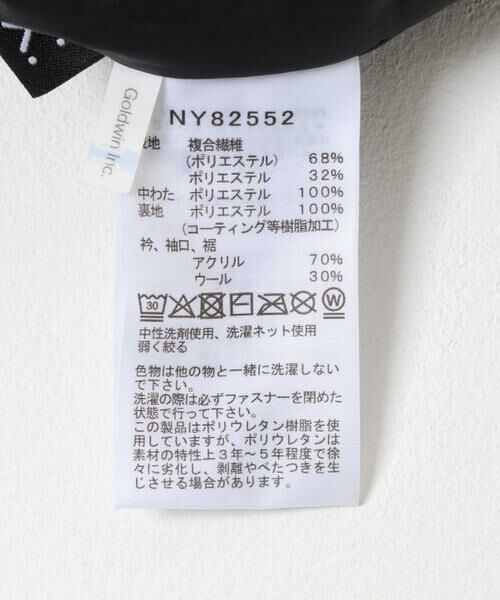 Goldwin Inc.
NY82552
表地 複合繊維
(ポリエステル) 68%
ポリエステル 32%
中わた ポリエステル 100%
裏地 ポリエステル 100%
(コーティング等樹脂加工)
衿、袖口、裾
アクリル 70%
ウール 30%
30 W
中性洗剤使用、洗濯ネット使用
弱く絞る
色物は他の物と一緒に洗濯しない
で下さい。
洗濯の際は必ずファスナーを閉めた
状態で行って下さい。
この製品はポリウレタン樹脂を使
用していますが、ポリウレタンは
素材の特性上3年〜5年程度で徐
々に劣化し、剥離やべたつきを生
じさせる場合があります。